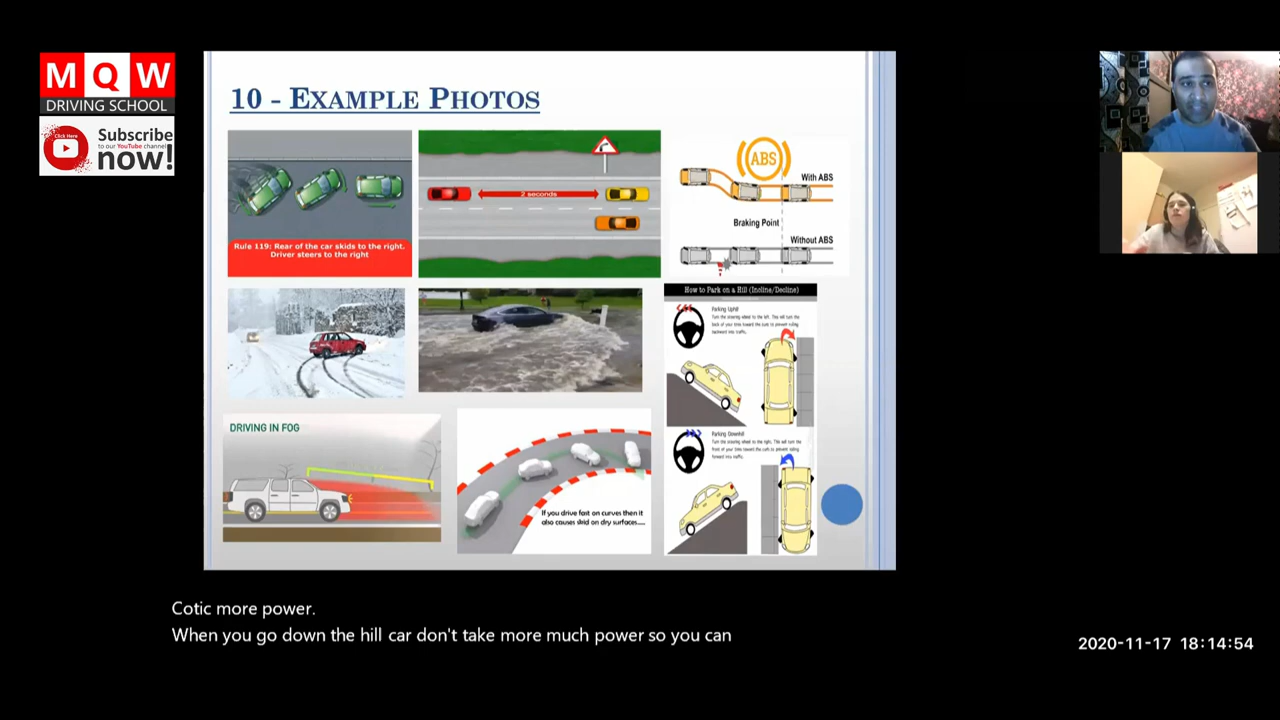 M Q W
DRIVING SCHOOL
Click Here
Subscribe
to our YouTube channel
now!
10 - EXAMPLE PHOTOS
Rule 119: Rear of the car skids to the right.
Driver steers to the right
2 seconds
ABS
With ABS
Braking Point
Without ABS
How to Park on a Hill (Incline/Decline)
Parking Uphill
Turn the steering wheel to the left. This will turn the
back of your tires toward the curb to prevent rolling
backward into traffic.
Parking Downhill
Turn the steering wheel to the right. This will turn the
front of your tires toward the curb to prevent rolling
forward into traffic.
DRIVING IN FOG
If you drive fast on curves then it
also causes skid on dry surfaces.....
Cotic more power.
When you go down the hill car don't take more much power so you can
2020-11-17 18:14:54